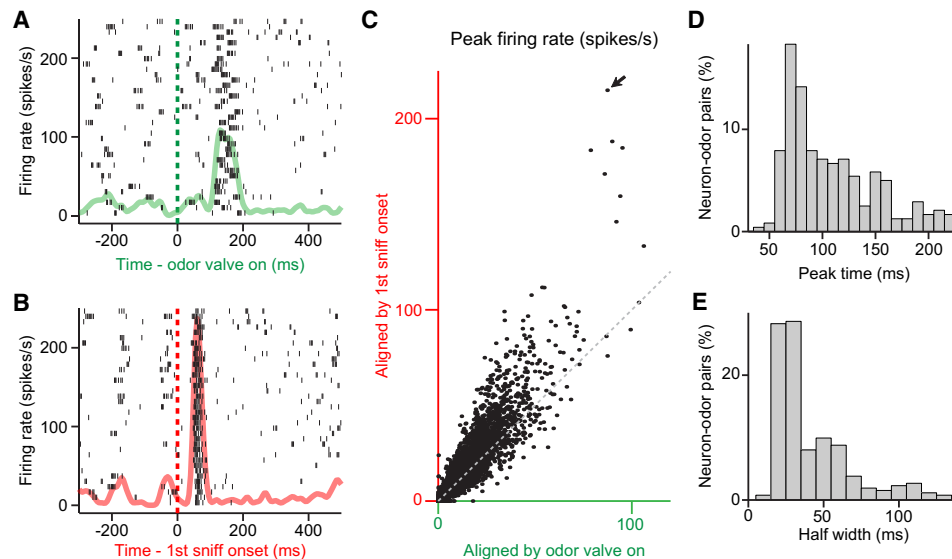 A
Firing rate (spikes/s)
200
100
0
-200
0
200
400
Time - odor valve on (ms)
B
Firing rate (spikes/s)
200
100
0
-200
0
200
400
Time - 1st sniff onset (ms)
C
Peak firing rate (spikes/s)
Aligned by 1st sniff onset
200
100
0
0
100
Aligned by odor valve on
D
Neuron-odor pairs (%)
10
0
50
100
150
200
Peak time (ms)
E
Neuron-odor pairs (%)
20
0
0
50
100
Half width (ms)